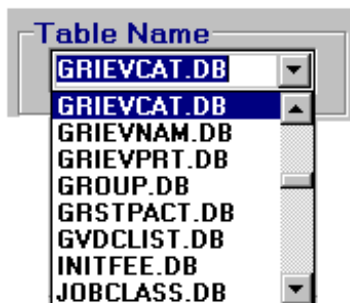 Table Name
GRIEVCAT.DB
GRIEVCAT.DB
GRIEVNAM.DB
GRIEVPRT.DB
GROUP.DB
GRSTPACT.DB
GVDCLIST.DB
INITFEE.DB
JOBCLASS.DB